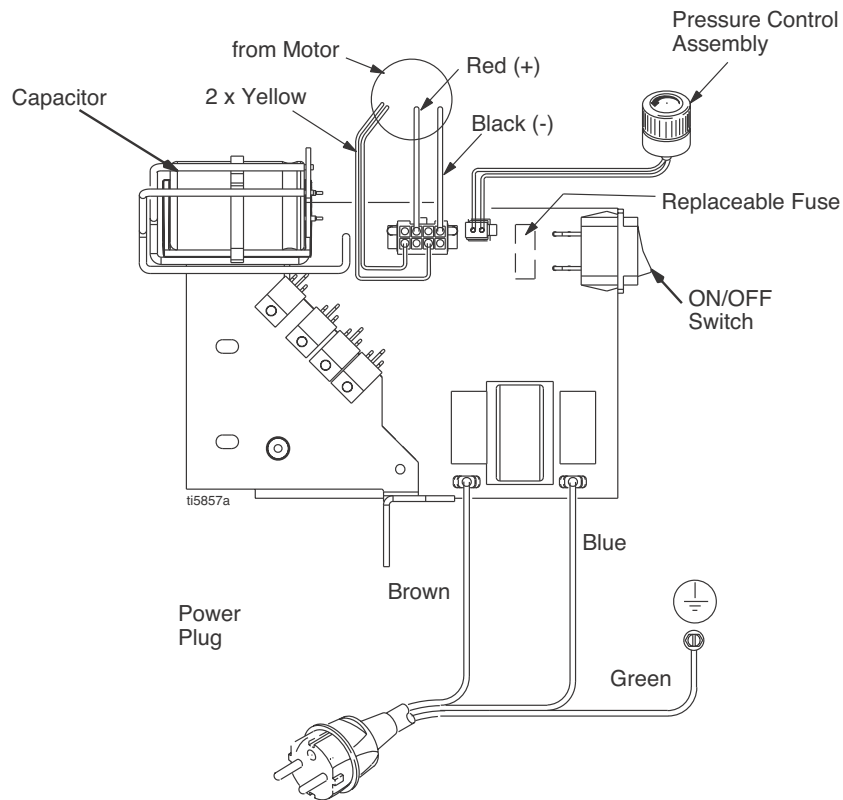 Pressure Control
Assembly
from Motor
Red (+)
Capacitor
2 x Yellow
Black (-)
Replaceable Fuse
ON/OFF
Switch
ti5857a
Blue
Brown
Power
Plug
Green